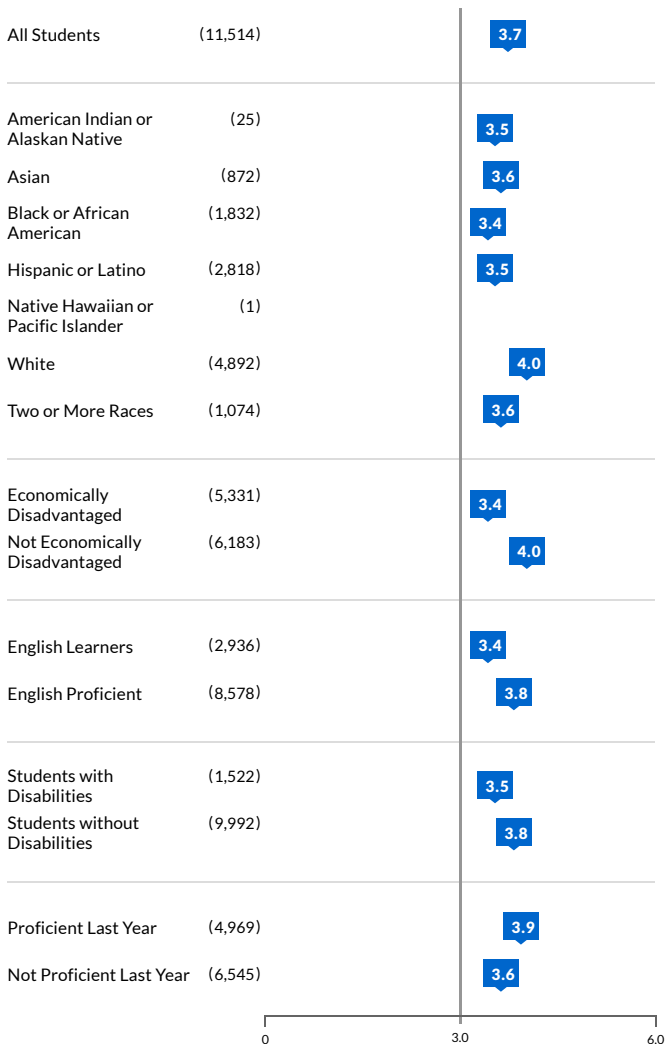 All Students (11,514) 3.7
American Indian or (25)
Alaskan Native 3.5
Asian (872) 3.6
Black or African (1,832)
American 3.4
Hispanic or Latino (2,818) 3.5
Native Hawaiian or (1)
Pacific Islander
White (4,892) 4.0
Two or More Races (1,074) 3.6
Economically (5,331)
Disadvantaged 3.4
Not Economically (6,183)
Disadvantaged 4.0
English Learners (2,936) 3.4
English Proficient (8,578) 3.8
Students with (1,522)
Disabilities 3.5
Students without (9,992)
Disabilities 3.8
Proficient Last Year (4,969) 3.9
Not Proficient Last Year (6,545) 3.6
0 3.0 6.0